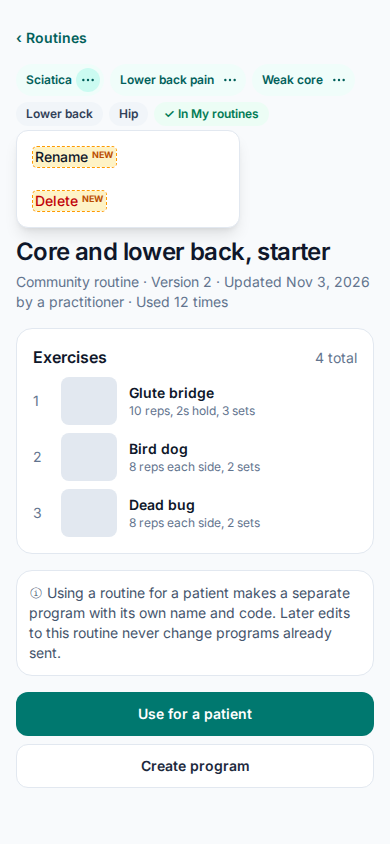 ‹ Routines
Sciatica ··· Lower back pain ··· Weak core ···
Lower back Hip ✓ In My routines
Rename NEW
Delete NEW
Core and lower back, starter
Community routine · Version 2 · Updated Nov 3, 2026
by a practitioner · Used 12 times
Exercises 4 total
1 Glute bridge
10 reps, 2s hold, 3 sets
2 Bird dog
8 reps each side, 2 sets
3 Dead bug
8 reps each side, 2 sets
ⓘ Using a routine for a patient makes a separate
program with its own name and code. Later edits
to this routine never change programs already
sent.
Use for a patient
Create program